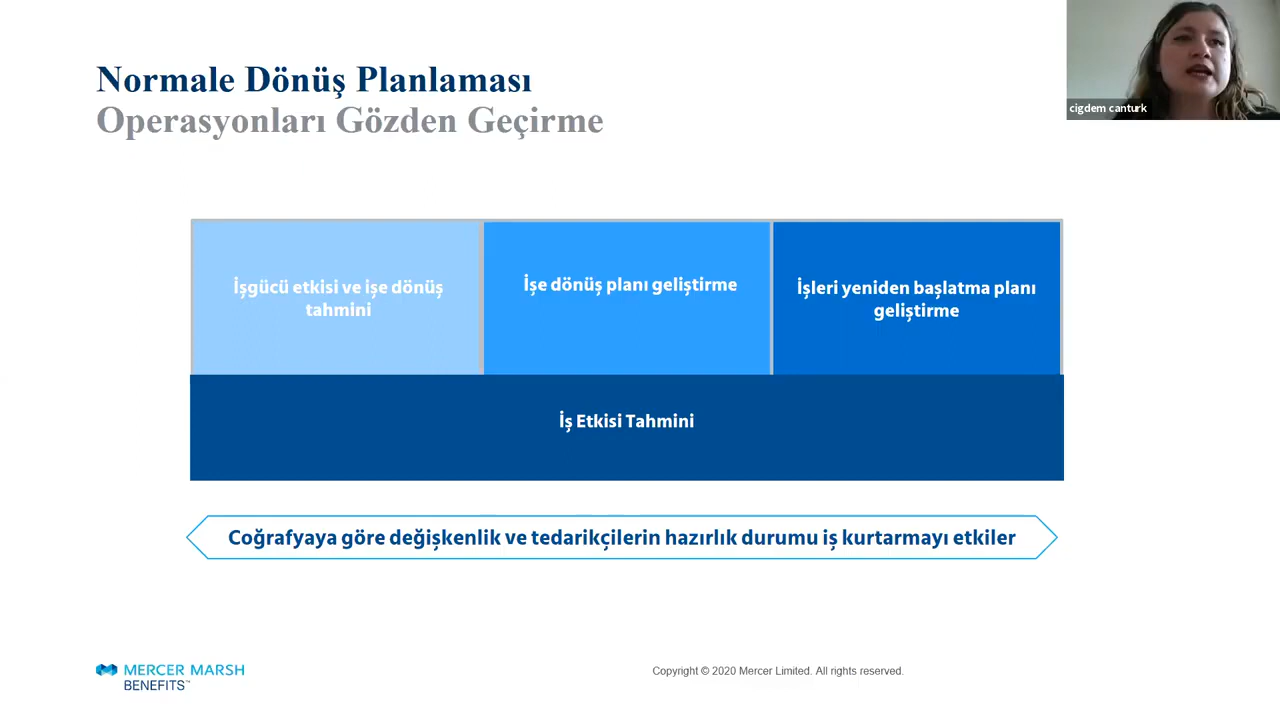 Normale Dönüş Planlaması
Operasyonları Gözden Geçirme
cigdem canturk
İşgücü etkisi ve işe dönüş
tahmini
İşe dönüş planı geliştirme
İşleri yeniden başlatma planı
geliştirme
İş Etkisi Tahmini
Coğrafyaya göre değişkenlik ve tedarikçilerin hazırlık durumu iş kurtarmayı etkiler
MERCER MARSH
BENEFITS™
Copyright © 2020 Mercer Limited. All rights reserved.